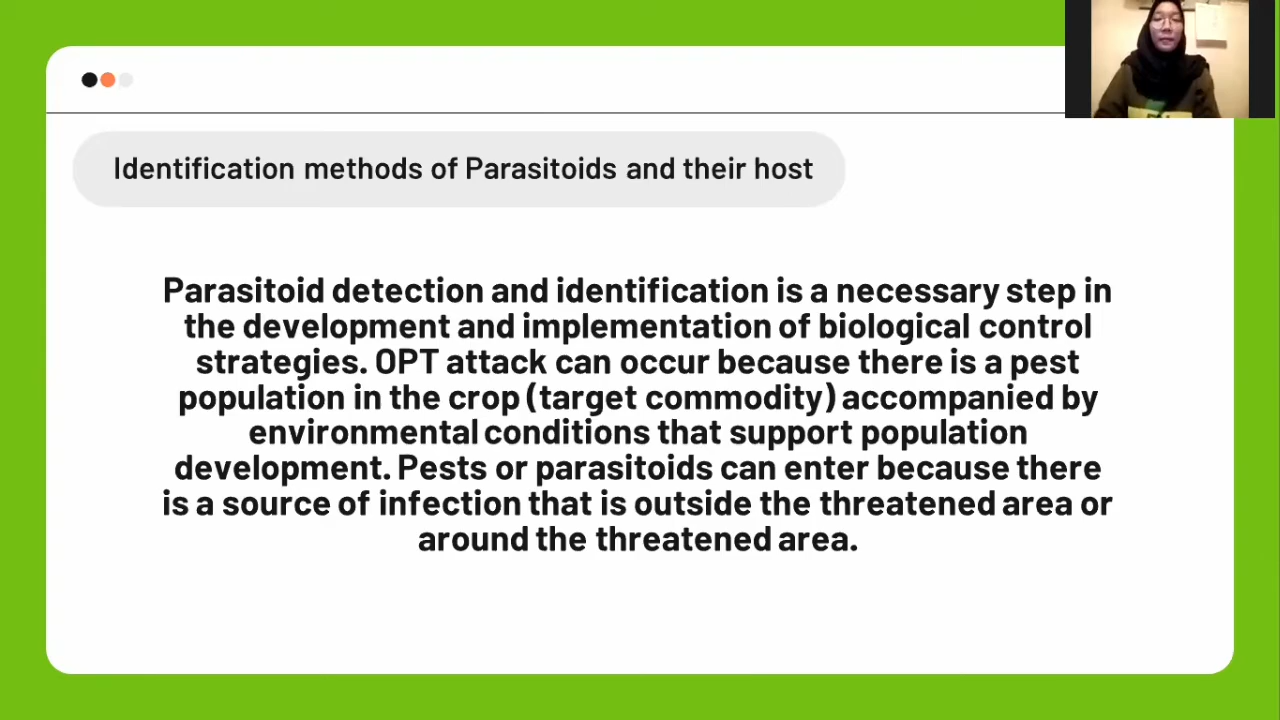 Identification methods of Parasitoids and their host
Parasitoid detection and identification is a necessary step in
the development and implementation of biological control
strategies. OPT attack can occur because there is a pest
population in the crop (target commodity) accompanied by
environmental conditions that support population
development. Pests or parasitoids can enter because there
is a source of infection that is outside the threatened area or
around the threatened area.